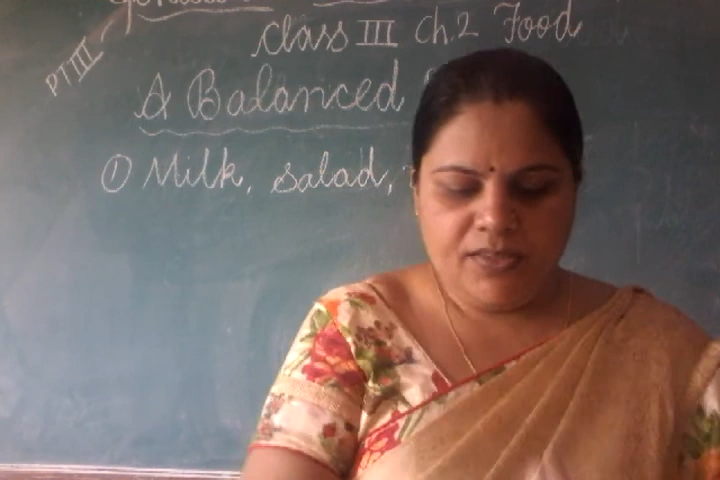 class III ch.2 Food
PT III
A Balanced
① Milk, salad,